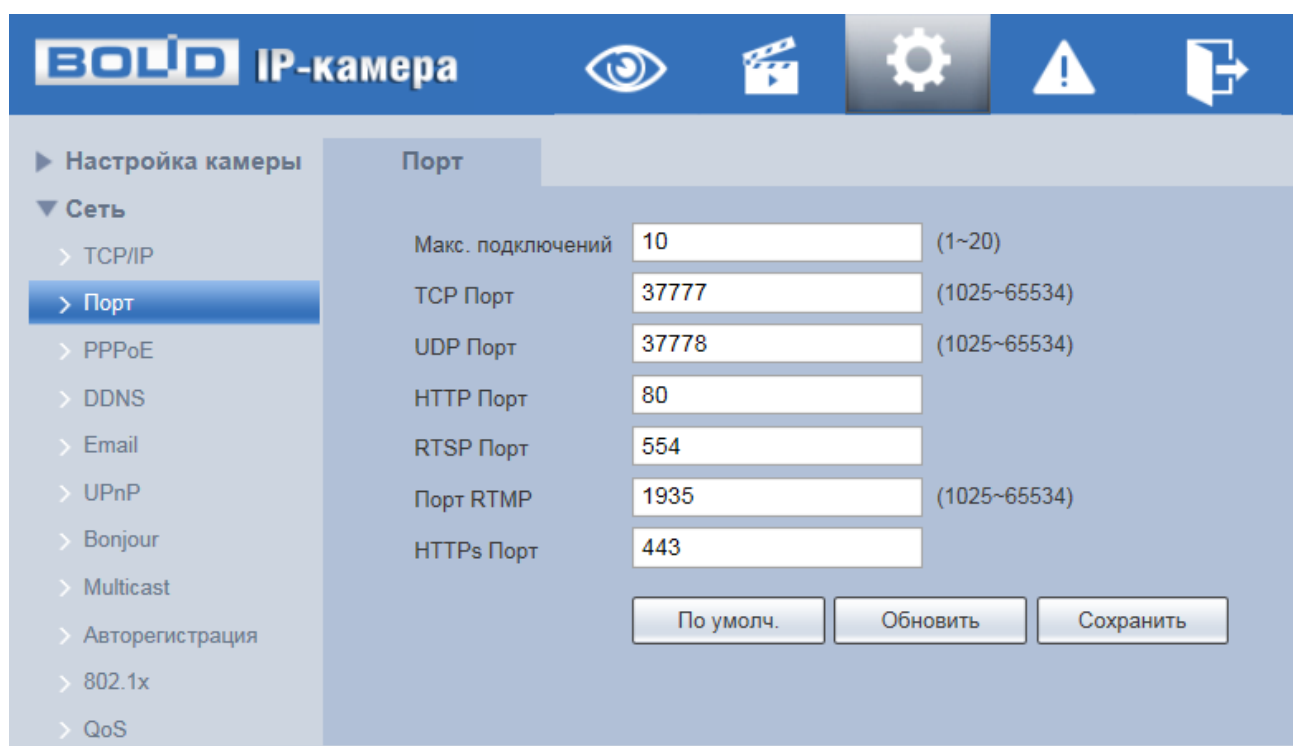 BOLID IP-камера
Настройка камеры
Порт
Сеть
TCP/IP
Порт
PPPoE
DDNS
Email
UPnP
Bonjour
Multicast
Авторегистрация
802.1x
QoS
Макс. подключений 10 (1~20)
TCP Порт 37777 (1025~65534)
UDP Порт 37778 (1025~65534)
HTTP Порт 80
RTSP Порт 554
Порт RTMP 1935 (1025~65534)
HTTPs Порт 443
По умолч. Обновить Сохранить